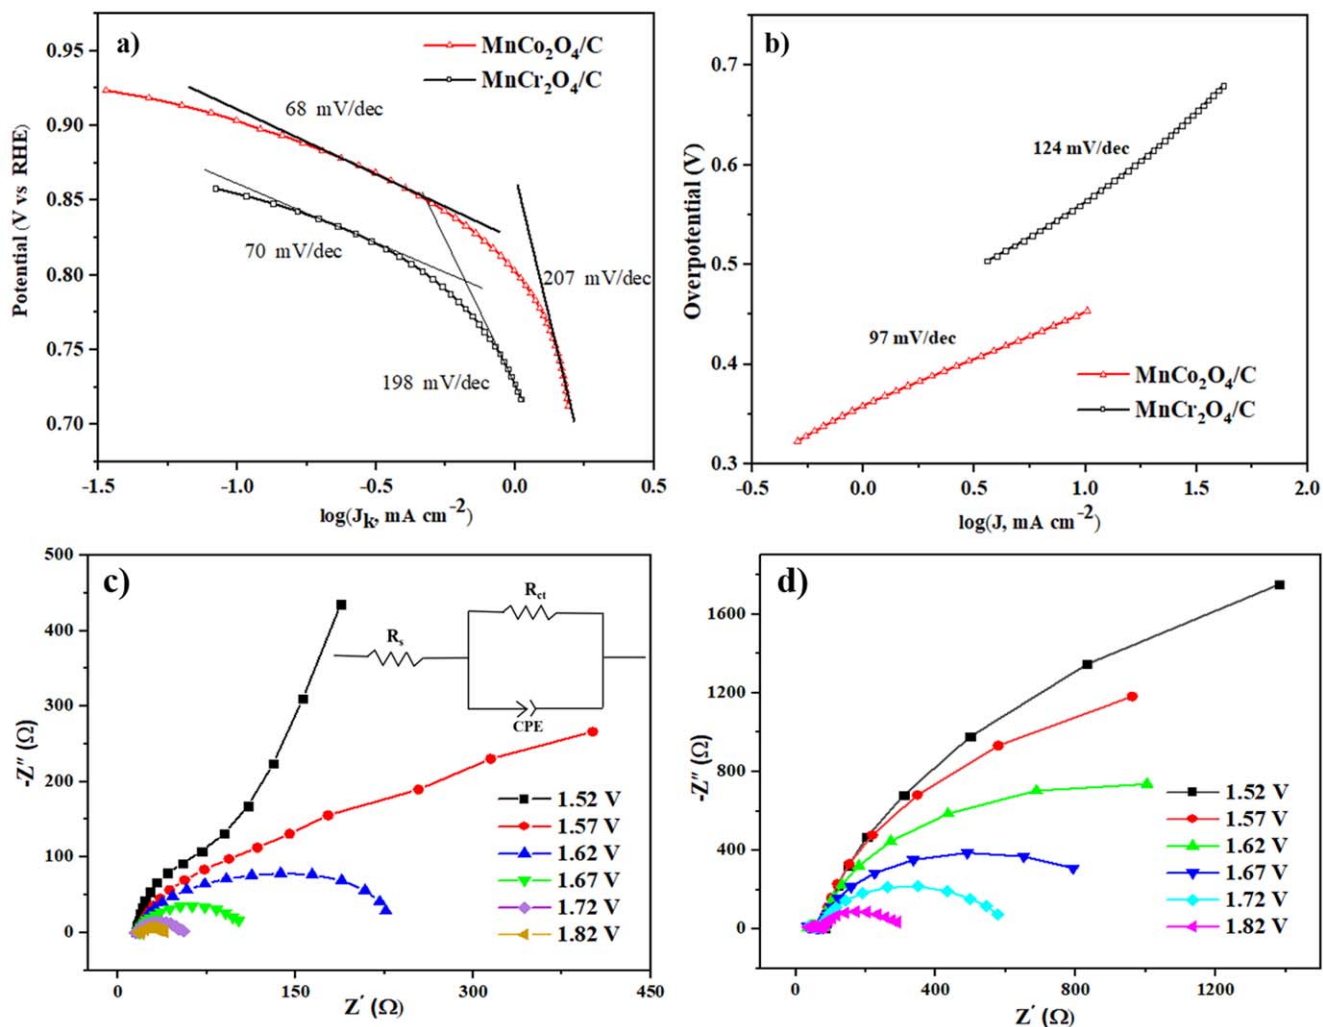 a)
MnCo₂O₄/C
MnCr₂O₄/C
68 mV/dec
70 mV/dec
207 mV/dec
198 mV/dec
0.95
0.90
0.85
0.80
0.75
0.70
Potential (V vs RHE)
-1.5 -1.0 -0.5 0.0 0.5
log(Jₖ, mA cm⁻²)
b)
124 mV/dec
97 mV/dec
MnCo₂O₄/C
MnCr₂O₄/C
0.7
0.6
0.5
0.4
0.3
Overpotential (V)
-0.5 0.0 0.5 1.0 1.5 2.0
log(J, mA cm⁻²)
c)
Rct
Rs
CPE
1.52 V
1.57 V
1.62 V
1.67 V
1.72 V
1.82 V
500
400
300
200
100
0
-Z″ (Ω)
0 150 300 450
Z′ (Ω)
d)
1.52 V
1.57 V
1.62 V
1.67 V
1.72 V
1.82 V
1600
1200
800
400
0
-Z″ (Ω)
0 400 800 1200
Z′ (Ω)